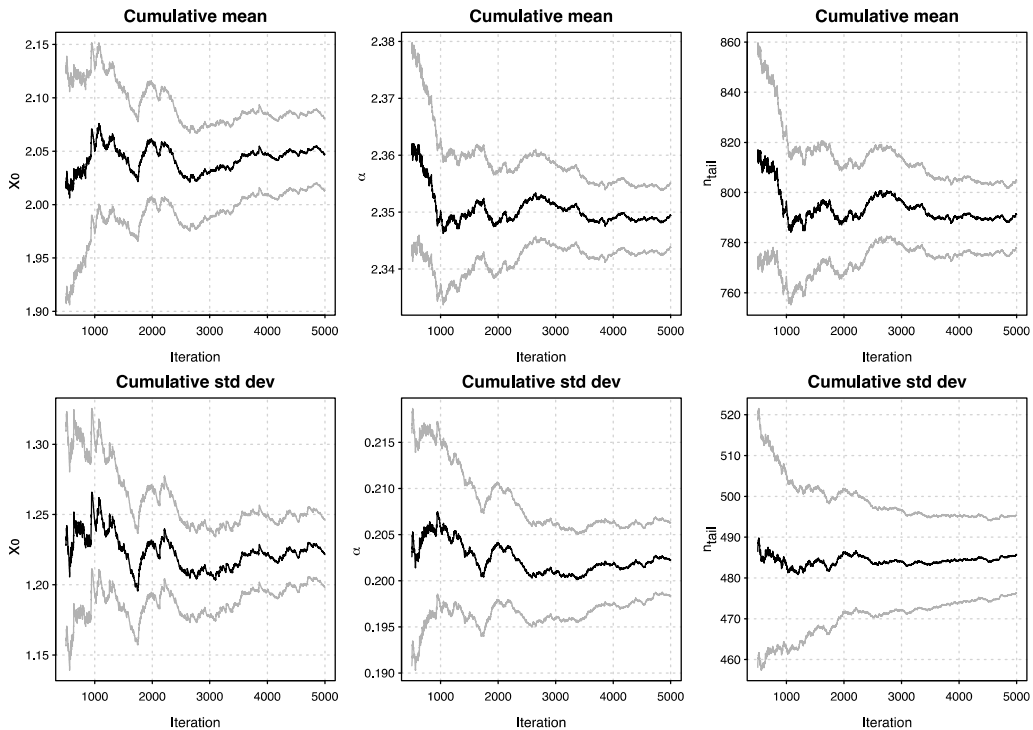 Cumulative mean
Cumulative mean
Cumulative mean
2.15
2.10
2.05
2.00
1.95
1.90
x0
1000 2000 3000 4000 5000
Iteration
2.38
2.37
2.36
2.35
2.34
α
1000 2000 3000 4000 5000
Iteration
860
840
820
800
780
760
ntail
1000 2000 3000 4000 5000
Iteration
Cumulative std dev
Cumulative std dev
Cumulative std dev
1.30
1.25
1.20
1.15
x0
1000 2000 3000 4000 5000
Iteration
0.215
0.210
0.205
0.200
0.195
0.190
α
1000 2000 3000 4000 5000
Iteration
520
510
500
490
480
470
460
ntail
1000 2000 3000 4000 5000
Iteration